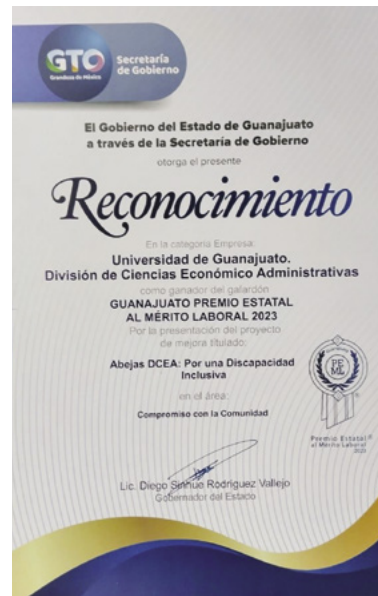 GTO
Grandeza de México
Secretaría
de Gobierno
El Gobierno del Estado de Guanajuato
a través de la Secretaría de Gobierno
otorga el presente
Reconocimiento
En la categoría Empresa:
Universidad de Guanajuato.
División de Ciencias Económico Administrativas
como ganador del galardón
GUANAJUATO PREMIO ESTATAL
AL MÉRITO LABORAL 2023
Por la presentación del proyecto
de mejora titulado:
Abejas DCEA: Por una Discapacidad
Inclusiva
en el área:
Compromiso con la Comunidad
PE
ML
Premio Estatal
al Mérito Laboral
2023
Lic. Diego Sinhue Rodríguez Vallejo
Gobernador del Estado